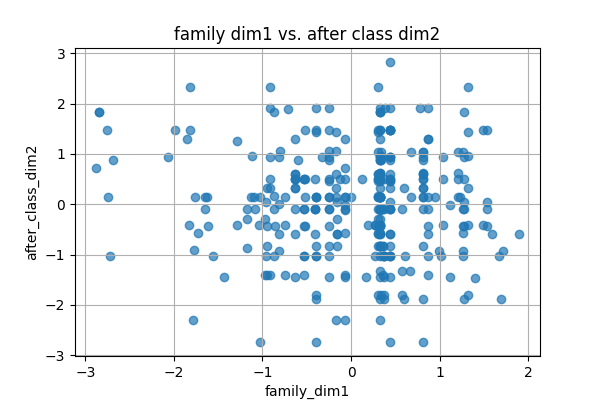 family dim1 vs. after class dim2
after_class_dim2
3
2
1
0
−1
−2
−3
−3 −2 −1 0 1 2
family_dim1